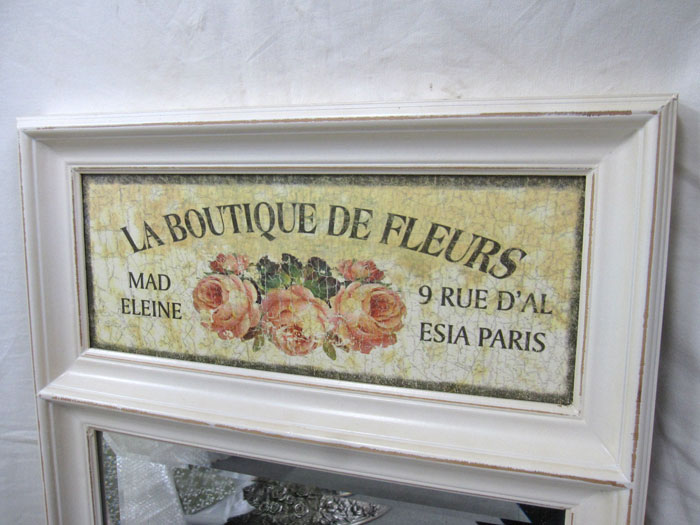 LA BOUTIQUE DE FLEURS
MAD
ELEINE
9 RUE D'AL
ESIA PARIS